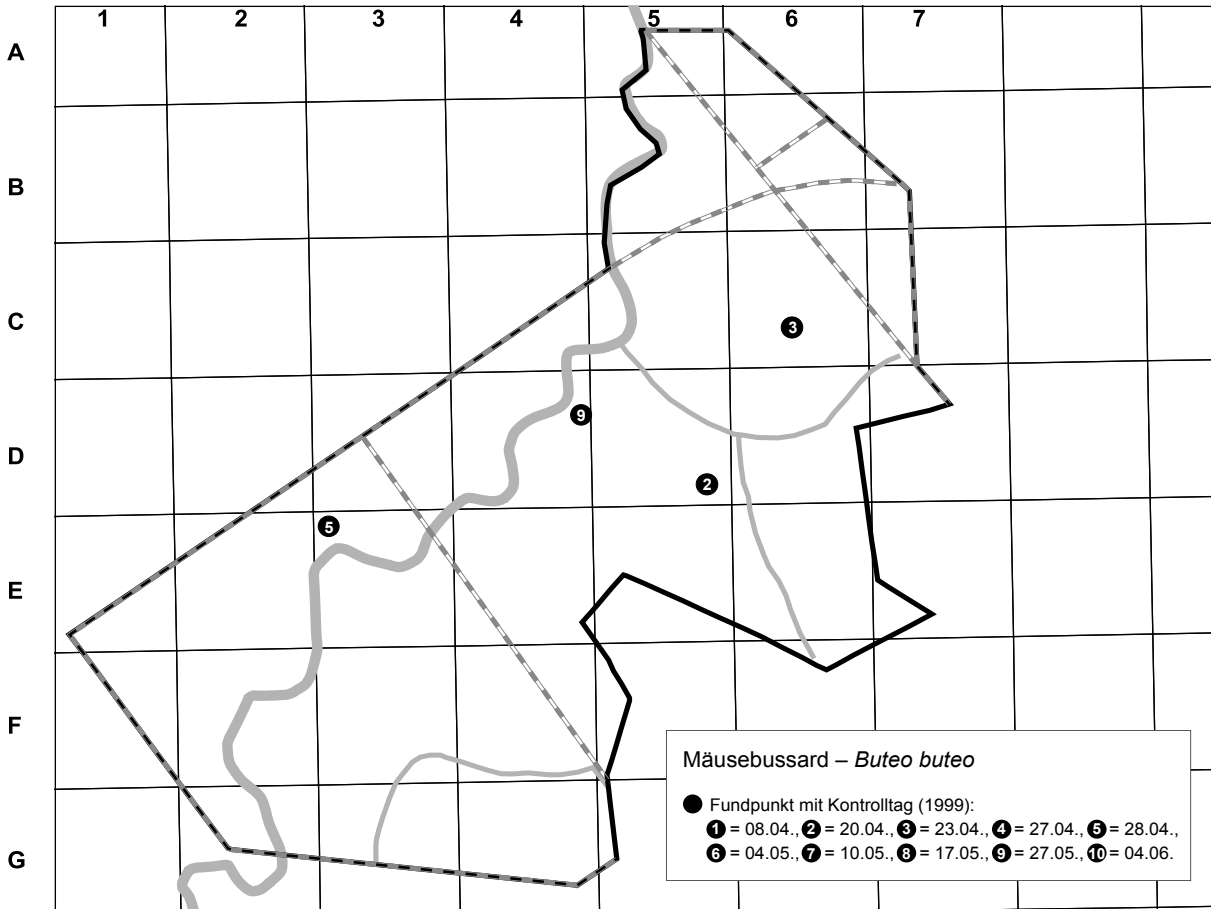 1 2 3 4 5 6 7
A
B
C
3
9
D
2
5
E
F
Mäusebussard – Buteo buteo
Fundpunkt mit Kontrolltag (1999):
1 = 08.04., 2 = 20.04., 3 = 23.04., 4 = 27.04., 5 = 28.04.,
6 = 04.05., 7 = 10.05., 8 = 17.05., 9 = 27.05., 10 = 04.06.
G